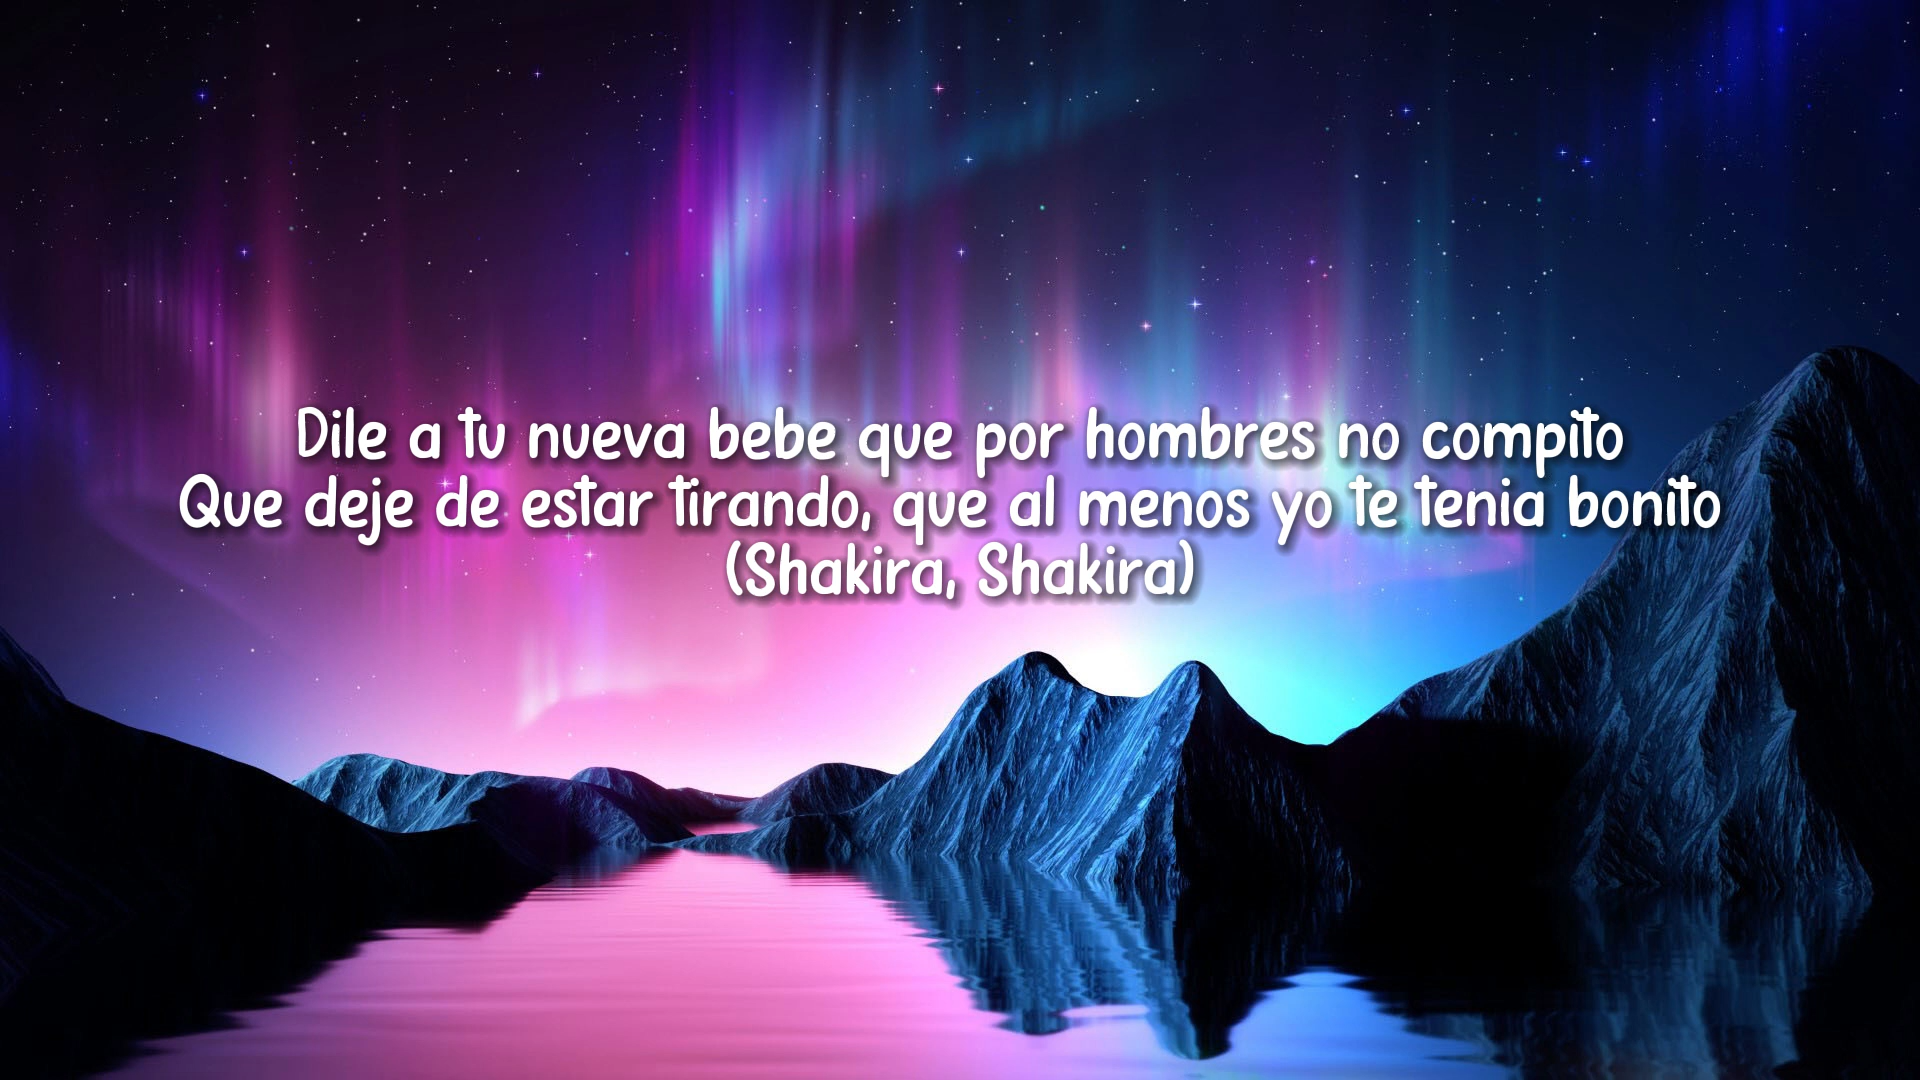 Dile a tu nueva bebe que por hombres no compito
Que deje de estar tirando, que al menos yo te tenia bonito
(Shakira, Shakira)